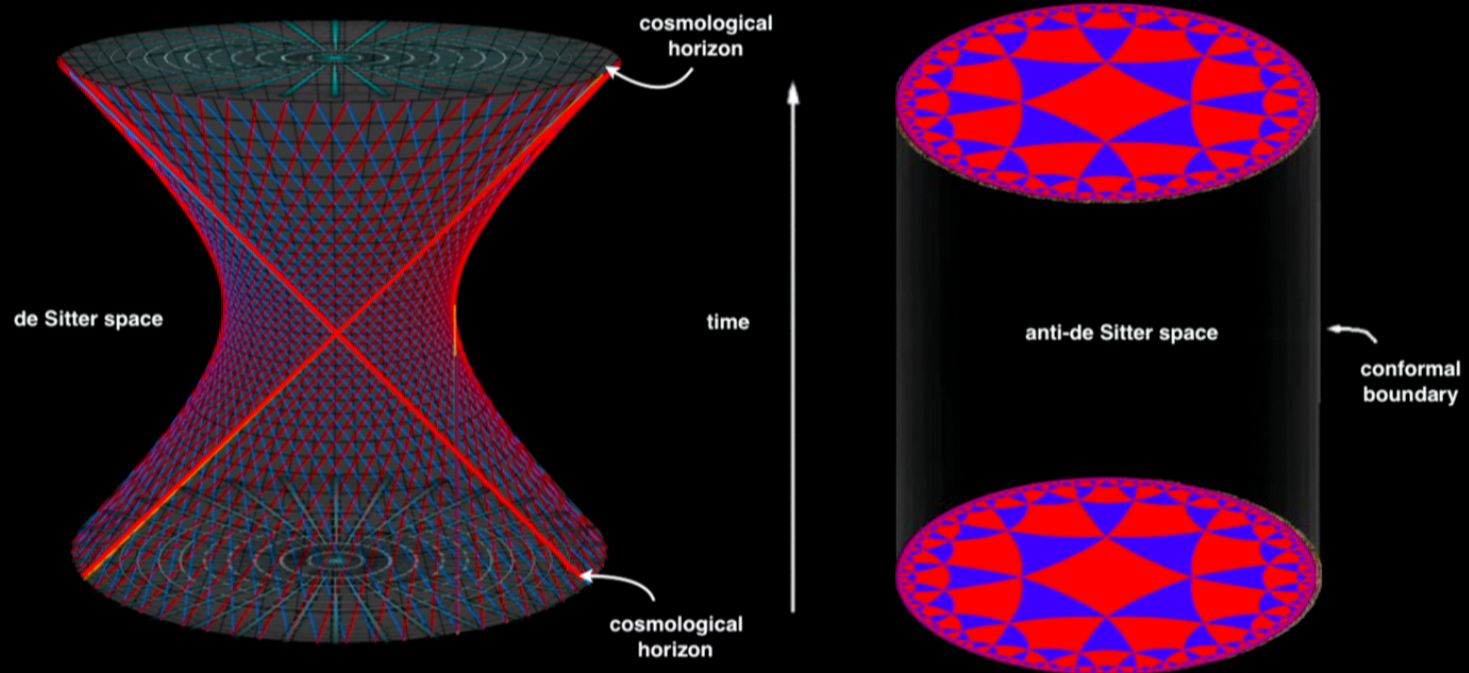 cosmological
horizon
de Sitter space
cosmological
horizon
time
anti-de Sitter space
conformal
boundary